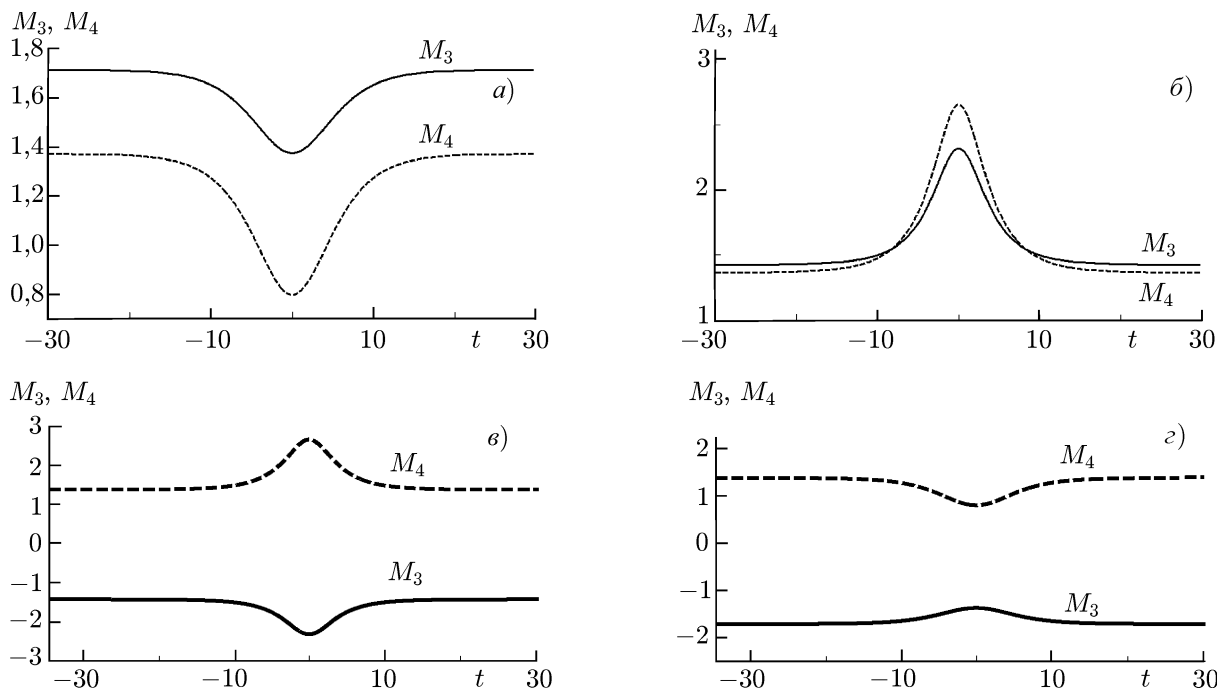 M₃, M₄
1,8
1,6
1,4
1,2
1,0
0,8
M₃
а)
M₄
−30 −10 10 t 30
M₃, M₄
3
2
1
б)
M₃
M₄
−30 −10 10 t 30
M₃, M₄
3
2
1
0
−1
−2
−3
в)
M₄
M₃
−30 −10 10 t 30
M₃, M₄
2
1
0
−1
−2
г)
M₄
M₃
−30 −10 10 t 30